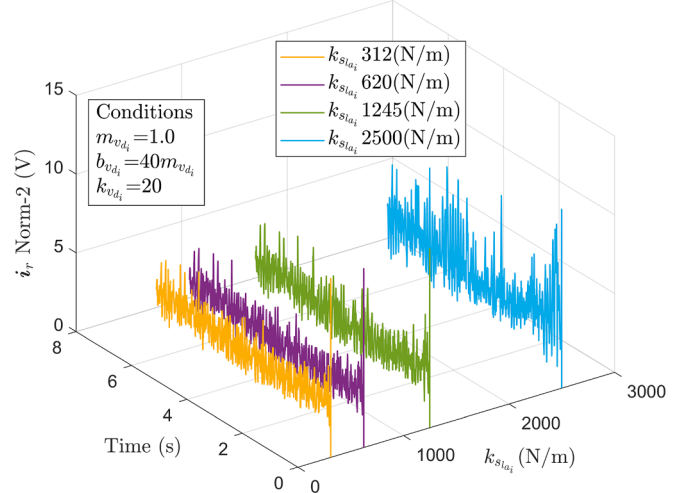 15
10
5
0
𝒊ᵣ Norm-2 (V)
Conditions
m_{v_{d_i}}=1.0
b_{v_{d_i}}=40m_{v_{d_i}}
k_{v_{d_i}}=20
k_{s_{la_i}} 312(N/m)
k_{s_{la_i}} 620(N/m)
k_{s_{la_i}} 1245(N/m)
k_{s_{la_i}} 2500(N/m)
8
6
4
2
0
Time (s)
0
1000
2000
3000
k_{s_{la_i}} (N/m)